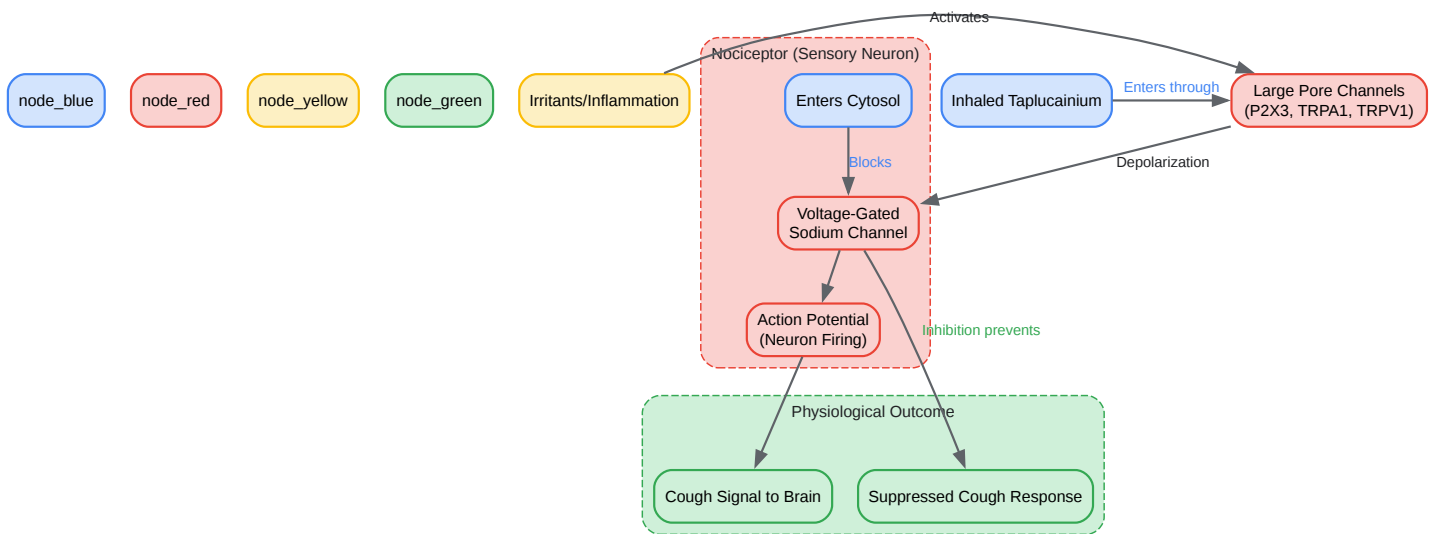 Activates
Nociceptor (Sensory Neuron)
node_blue
node_red
node_yellow
node_green
Irritants/Inflammation
Enters Cytosol
Inhaled Taplucainium
Enters through
Large Pore Channels
(P2X3, TRPA1, TRPV1)
Blocks
Depolarization
Voltage-Gated
Sodium Channel
Action Potential
(Neuron Firing)
Inhibition prevents
Physiological Outcome
Cough Signal to Brain
Suppressed Cough Response